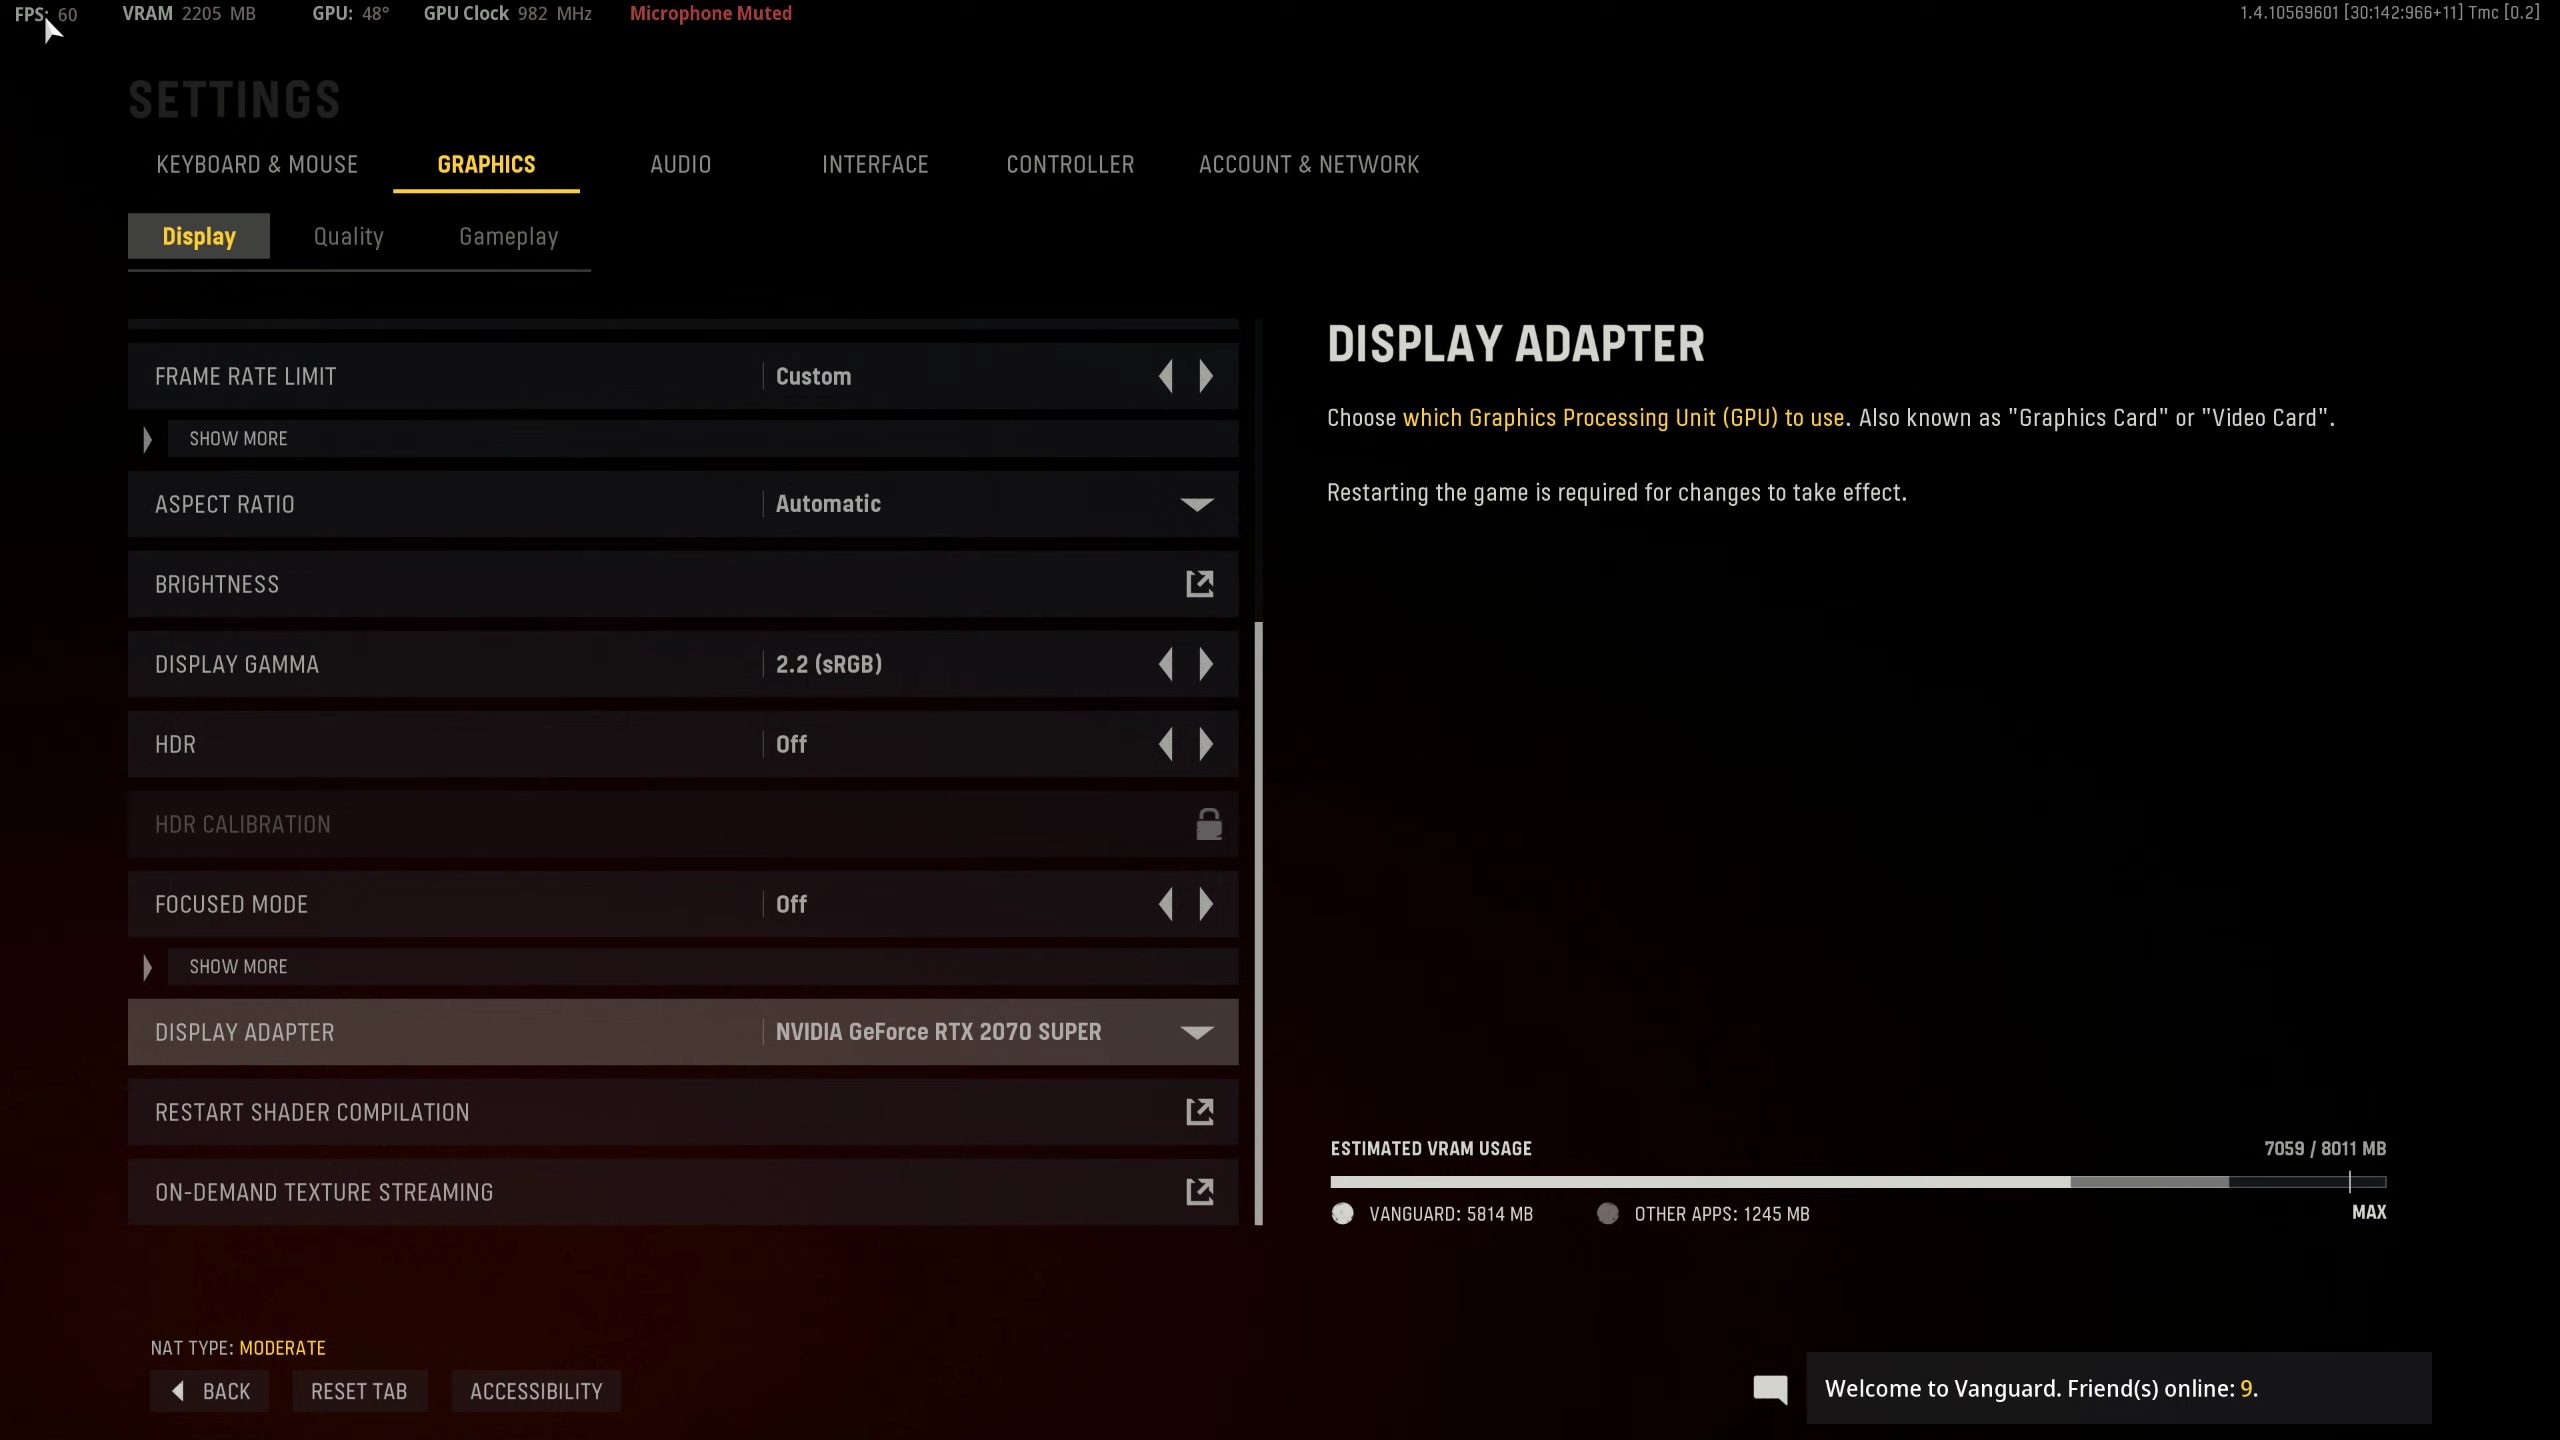 FPS: 60 VRAM 2205 MB GPU: 48° GPU Clock 982 MHz Microphone Muted 1.4.10569601 [30:142:966+11] Tmc [0.2]
SETTINGS
KEYBOARD & MOUSE GRAPHICS AUDIO INTERFACE CONTROLLER ACCOUNT & NETWORK
Display Quality Gameplay
FRAME RATE LIMIT Custom
SHOW MORE
ASPECT RATIO Automatic
BRIGHTNESS
DISPLAY GAMMA 2.2 (sRGB)
HDR Off
HDR CALIBRATION
FOCUSED MODE Off
SHOW MORE
DISPLAY ADAPTER NVIDIA GeForce RTX 2070 SUPER
RESTART SHADER COMPILATION
ON-DEMAND TEXTURE STREAMING
DISPLAY ADAPTER
Choose which Graphics Processing Unit (GPU) to use. Also known as "Graphics Card" or "Video Card".
Restarting the game is required for changes to take effect.
ESTIMATED VRAM USAGE 7059 / 8011 MB
VANGUARD: 5814 MB OTHER APPS: 1245 MB MAX
NAT TYPE: MODERATE
BACK RESET TAB ACCESSIBILITY
Welcome to Vanguard. Friend(s) online: 9.